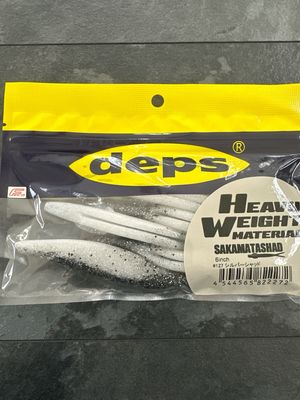 deps®
HEAVY
WEIGHT
MATERIAL
SAKAMATASHAD
6inch
#127 シルバーシャッド
4 544565 822272